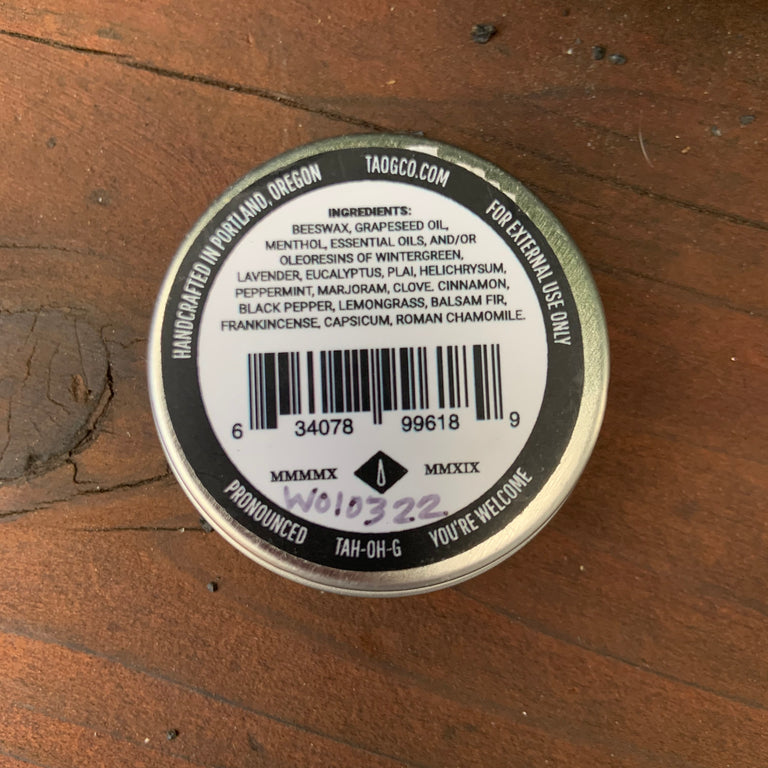 HANDCRAFTED IN PORTLAND, OREGON
TAOGCO.COM
FOR EXTERNAL USE ONLY
INGREDIENTS:
BEESWAX, GRAPESEED OIL,
MENTHOL, ESSENTIAL OILS, AND/OR
OLEORESINS OF WINTERGREEN,
LAVENDER, EUCALYPTUS, PLAI, HELICHRYSUM,
PEPPERMINT, MARJORAM, CLOVE. CINNAMON,
BLACK PEPPER, LEMONGRASS, BALSAM FIR,
FRANKINCENSE, CAPSICUM, ROMAN CHAMOMILE.
6 34078 99618 9
MMMMX MMXIX
W010322
PRONOUNCED TAH-OH-G YOU'RE WELCOME